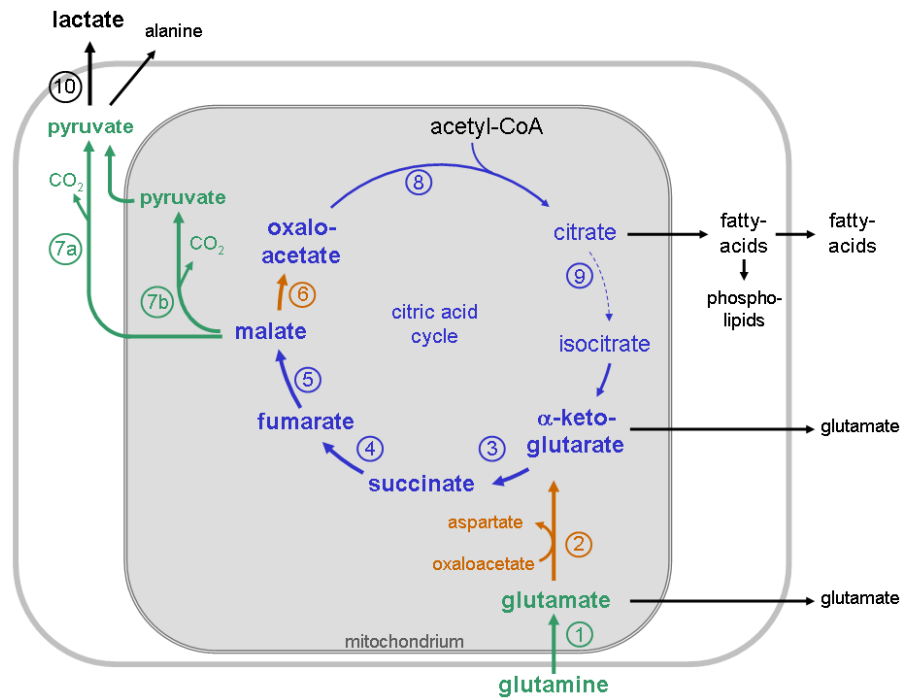 lactate
alanine
10
pyruvate
acetyl-CoA
CO2
pyruvate
8
7a
CO2
oxalo-
acetate
citrate
fatty-
acids
fatty-
acids
9
6
7b
citric acid
cycle
phospho-
lipids
malate
isocitrate
5
fumarate
α-keto-
glutarate
glutamate
4
3
succinate
aspartate
2
oxaloacetate
glutamate
glutamate
1
mitochondrium
glutamine